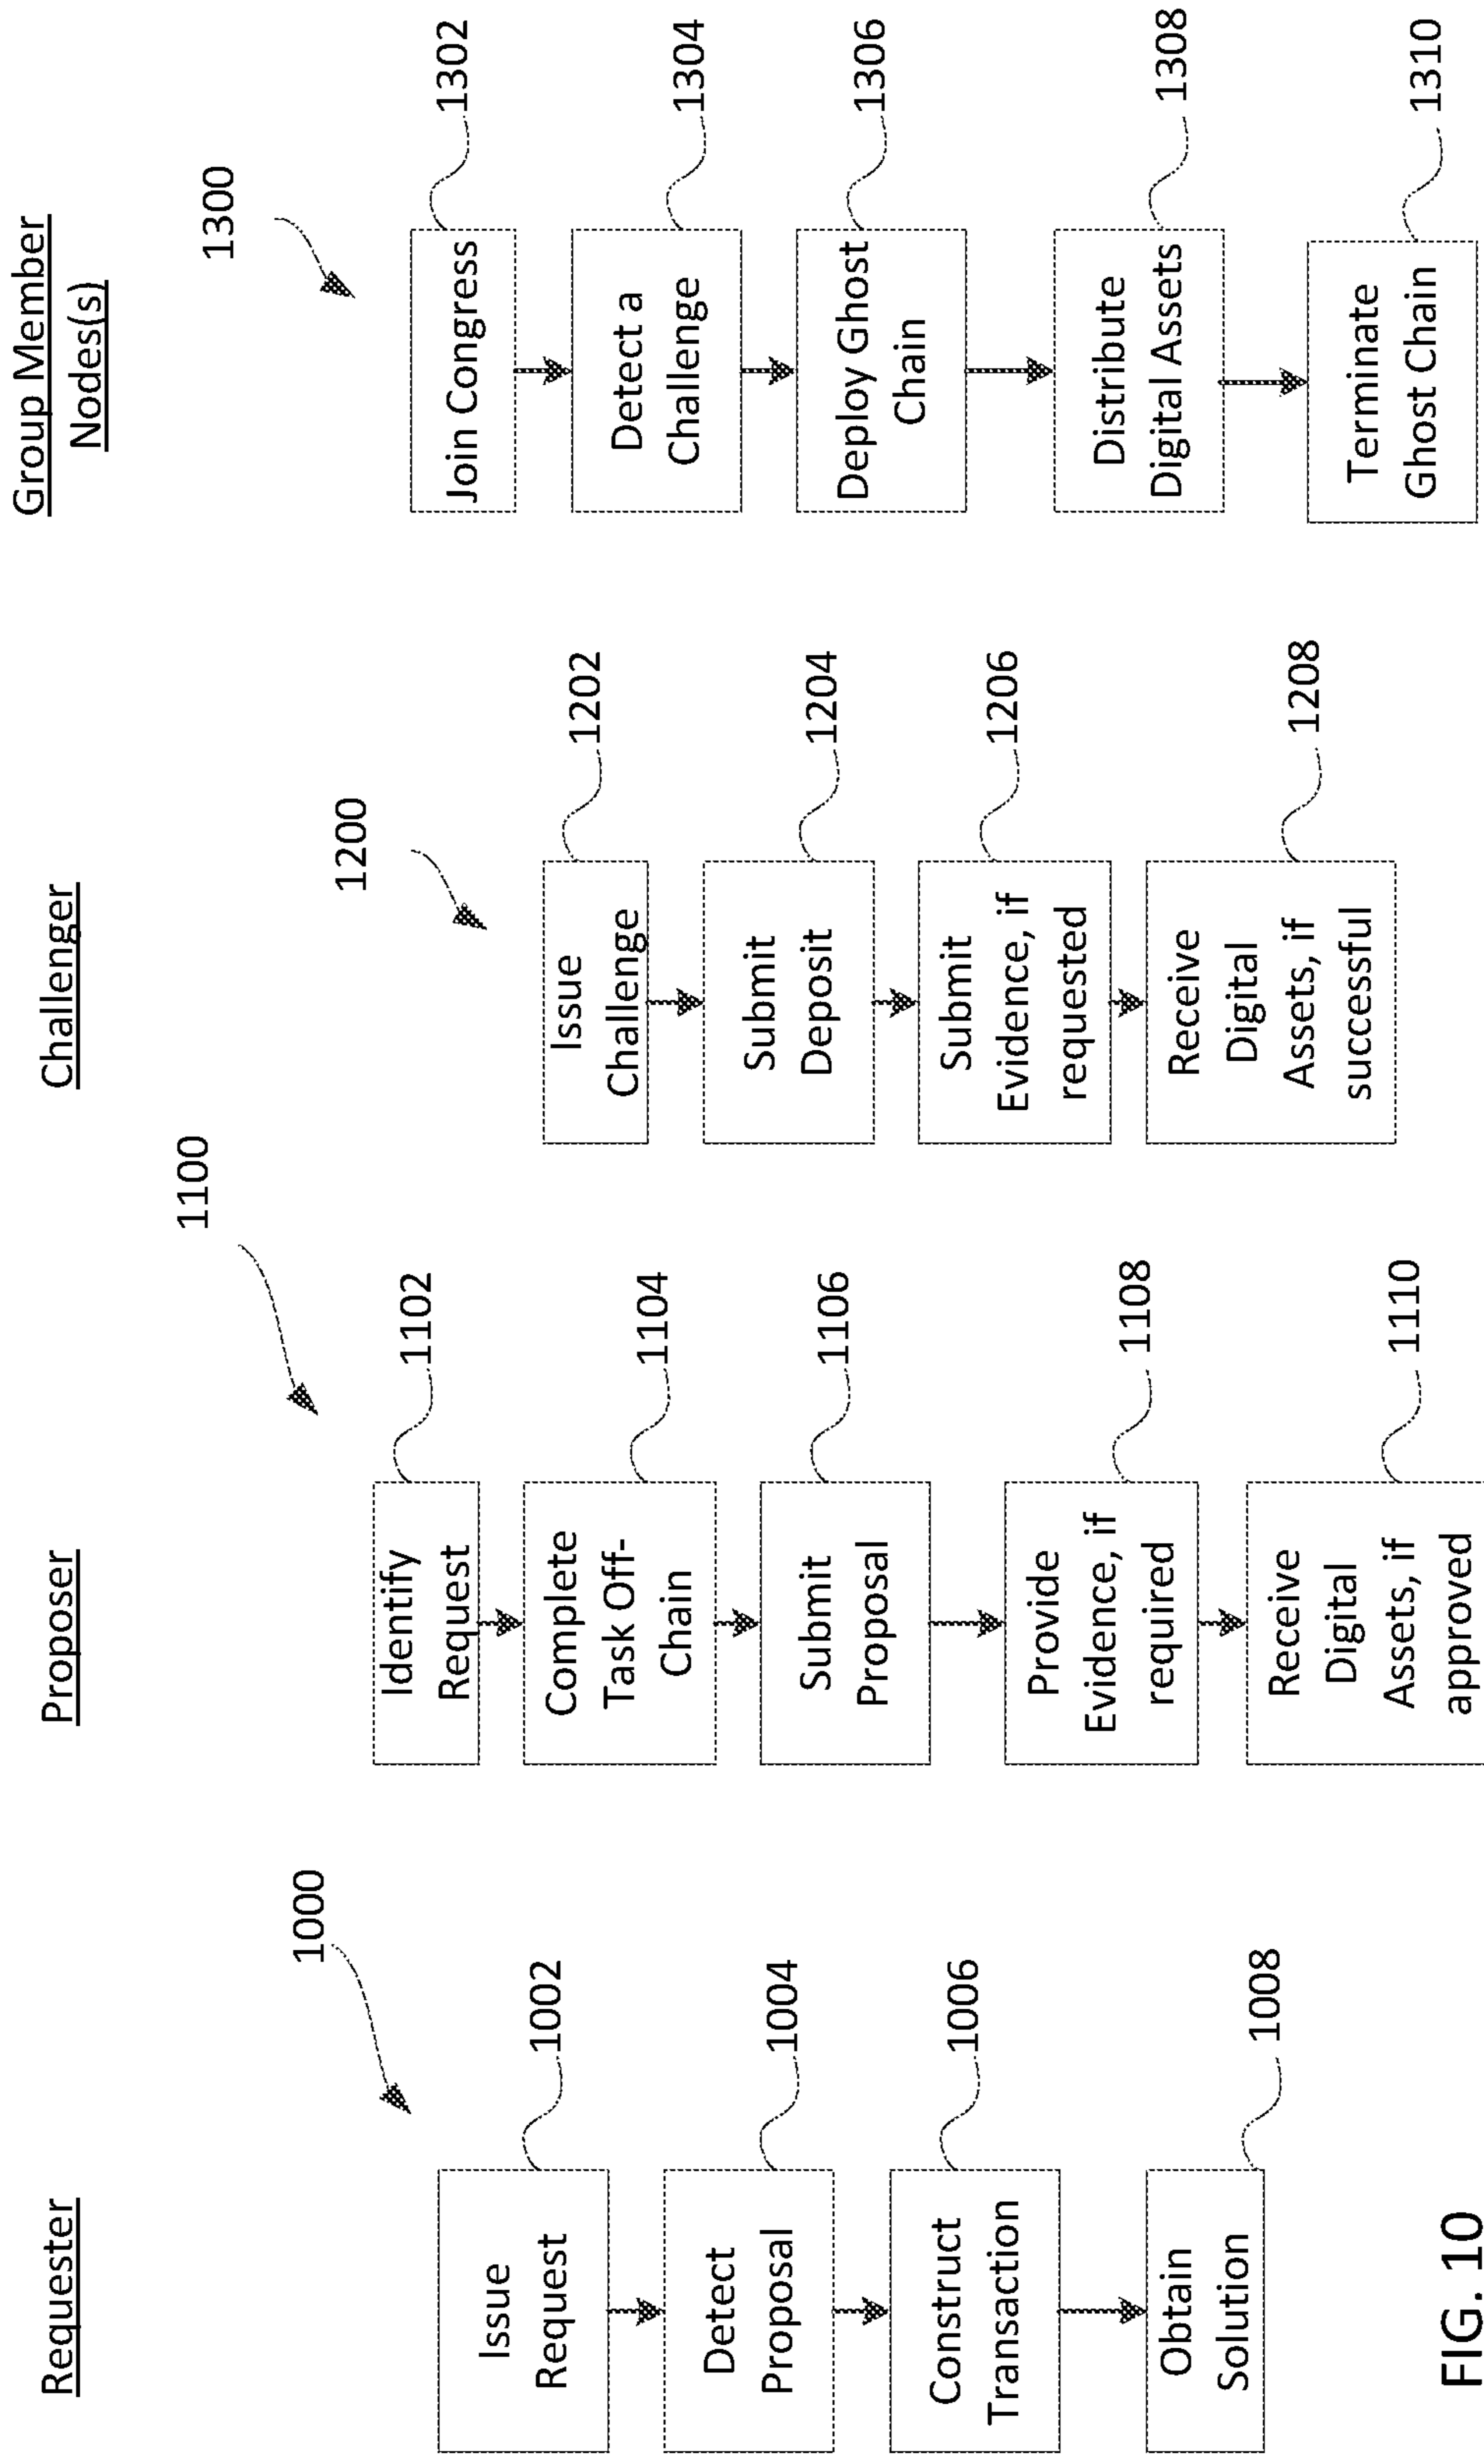 Requester
1000
Issue
Request
1002
Detect
Proposal
1004
Construct
Transaction
1006
Obtain
Solution
1008
Proposer
1100
Identify
Request
1102
Complete
Task Off-
Chain
1104
Submit
Proposal
1106
Provide
Evidence, if
required
1108
Receive
Digital
Assets, if
approved
1110
Challenger
1200
Issue
Challenge
1202
Submit
Deposit
1204
Submit
Evidence, if
requested
1206
Receive
Digital
Assets, if
successful
1208
Group Member
Nodes(s)
1300
Join Congress
1302
Detect a
Challenge
1304
Deploy Ghost
Chain
1306
Distribute
Digital Assets
1308
Terminate
Ghost Chain
1310
FIG. 10